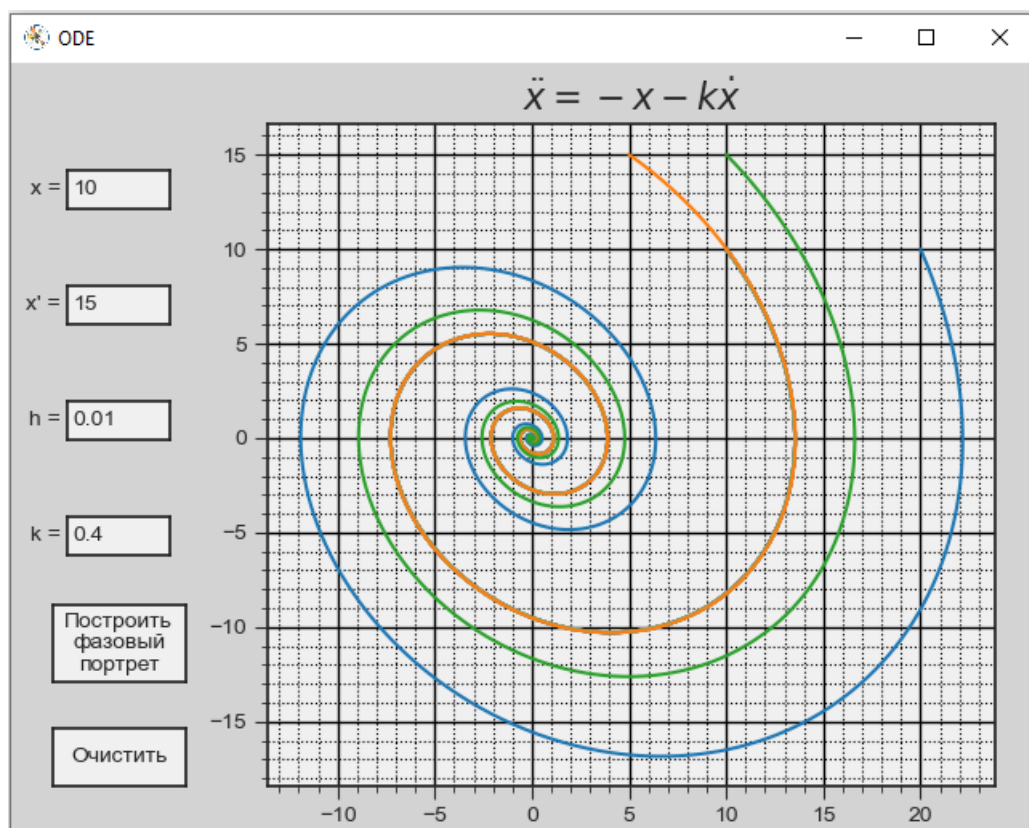 ODE
ẍ = −x − kẋ
x = 10
x' = 15
h = 0.01
k = 0.4
Построить
фазовый
портрет
Очистить
15
10
5
0
−5
−10
−15
−10 −5 0 5 10 15 20